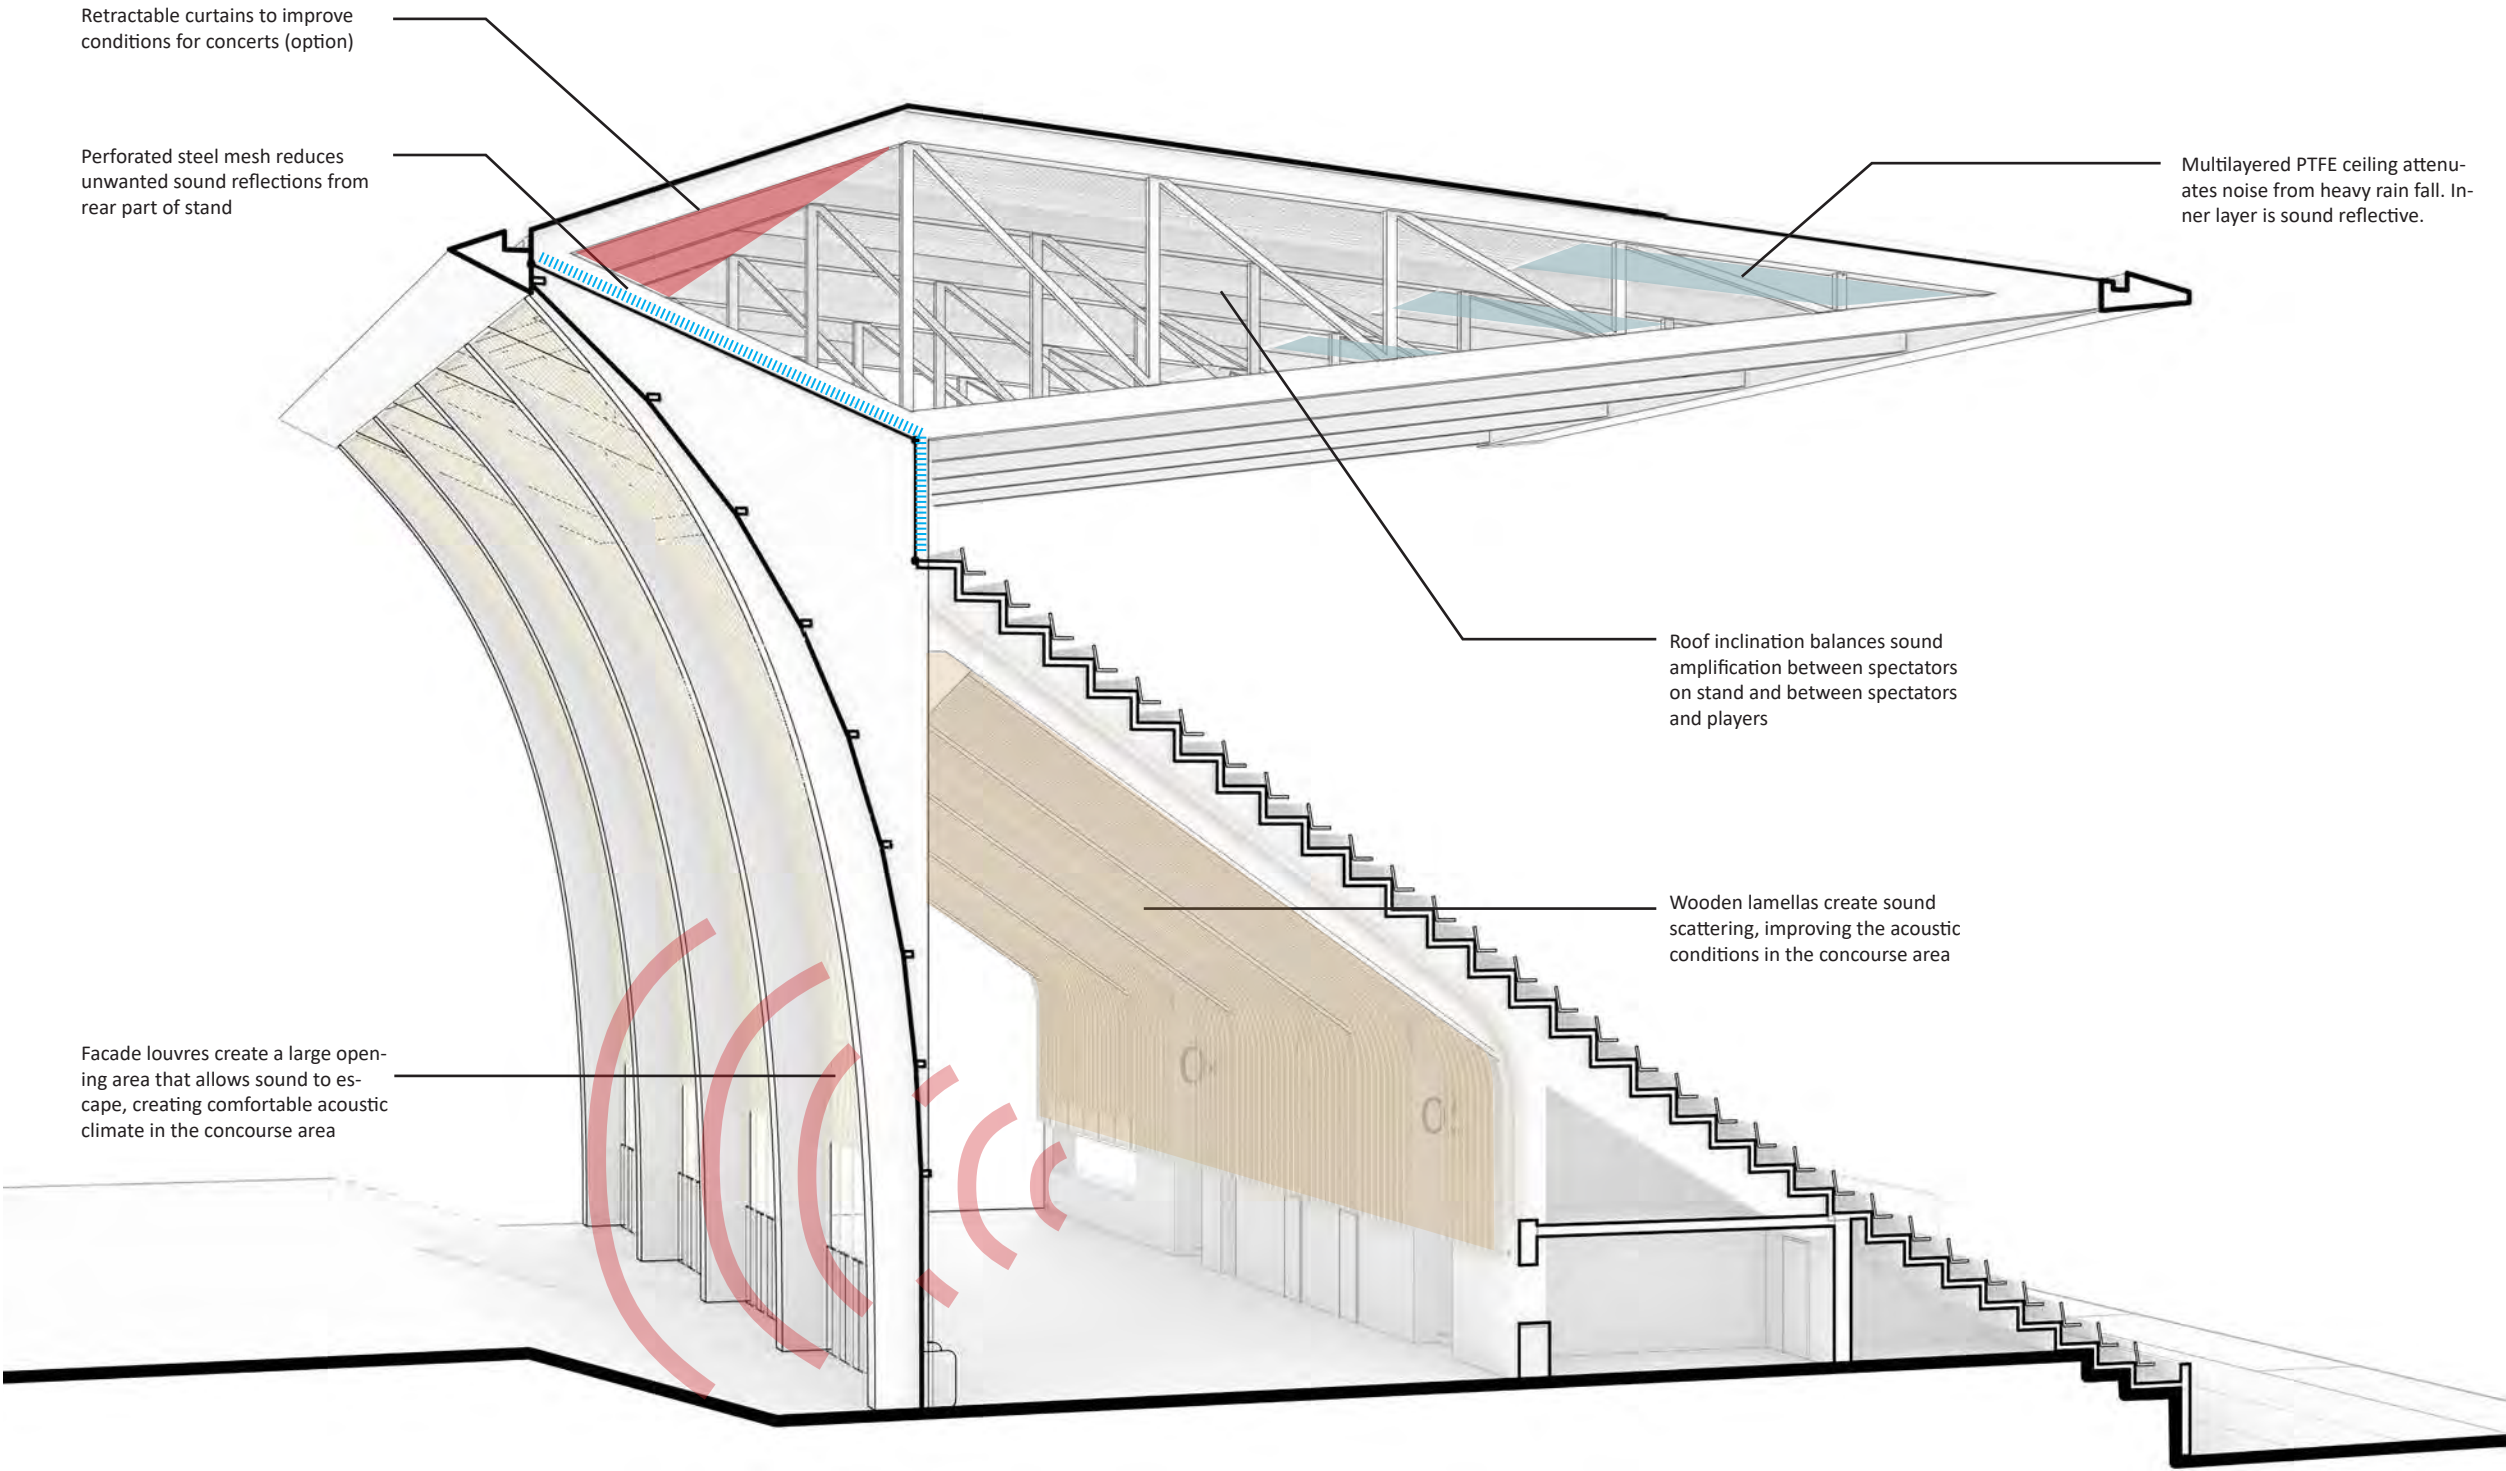 Retractable curtains to improve
conditions for concerts (option)
Perforated steel mesh reduces
unwanted sound reflections from
rear part of stand
Multilayered PTFE ceiling attenu-
ates noise from heavy rain fall. In-
ner layer is sound reflective.
Roof inclination balances sound
amplification between spectators
on stand and between spectators
and players
Wooden lamellas create sound
scattering, improving the acoustic
conditions in the concourse area
Facade louvres create a large open-
ing area that allows sound to es-
cape, creating comfortable acoustic
climate in the concourse area